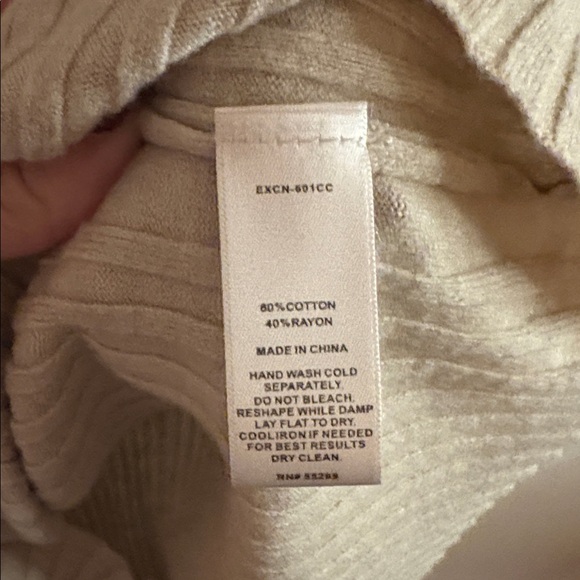 EXCN-601CC
60%COTTON
40%RAYON
MADE IN CHINA
HAND WASH COLD
SEPARATELY.
DO NOT BLEACH.
RESHAPE WHILE DAMP
LAY FLAT TO DRY.
COOLIRON IF NEEDED
FOR BEST RESULTS
DRY CLEAN.
RN#